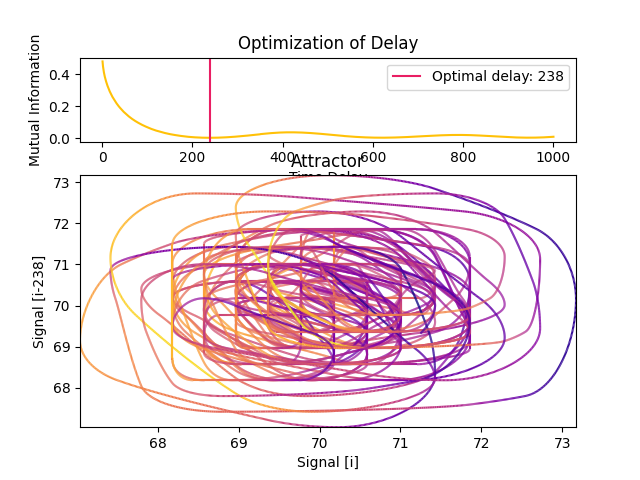 Optimization of Delay
Mutual Information
0.4
0.2
0.0
Optimal delay: 238
0 200 400 600 800 1000
Time Delay
Attractor
Signal [i-238]
73
72
71
70
69
68
68 69 70 71 72 73
Signal [i]